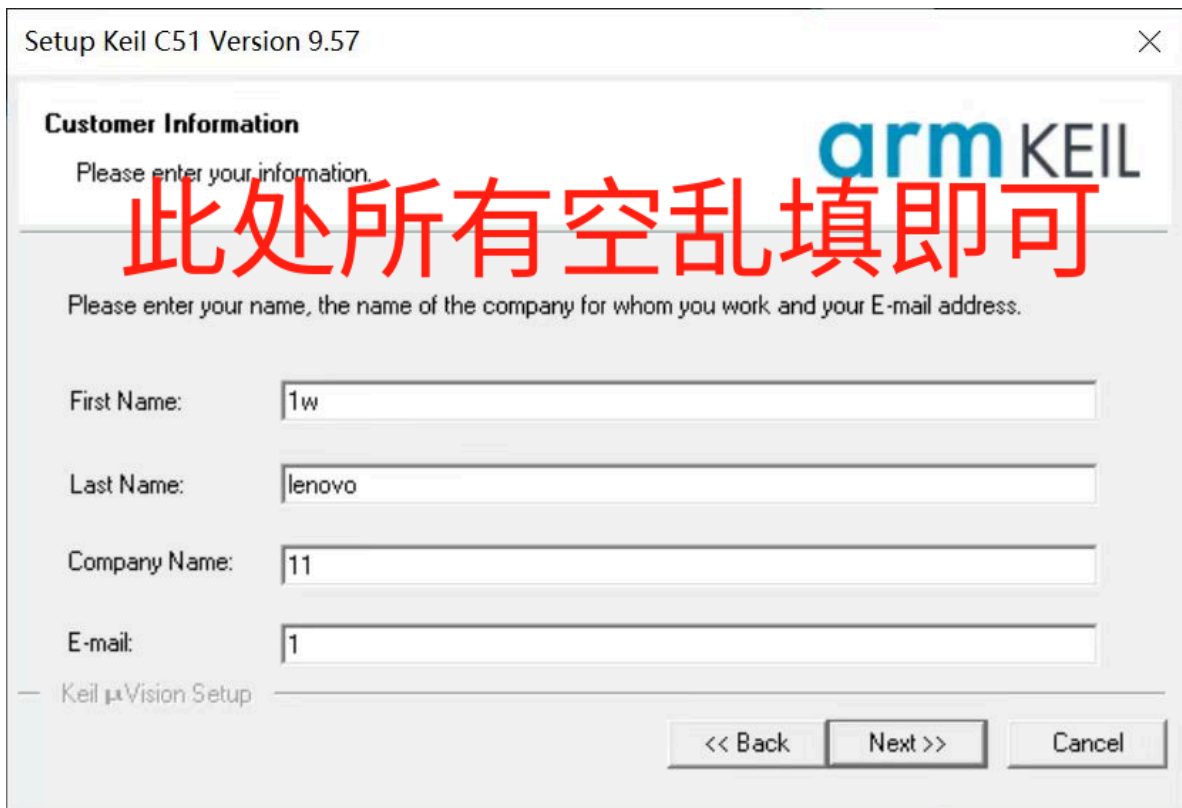 Setup Keil C51 Version 9.57
Customer Information
arm KEIL
Please enter your information.
此处所有空乱填即可
Please enter your name, the name of the company for whom you work and your E-mail address.
First Name: 1w
Last Name: lenovo
Company Name: 11
E-mail: 1
Keil µVision Setup
<< Back Next >> Cancel